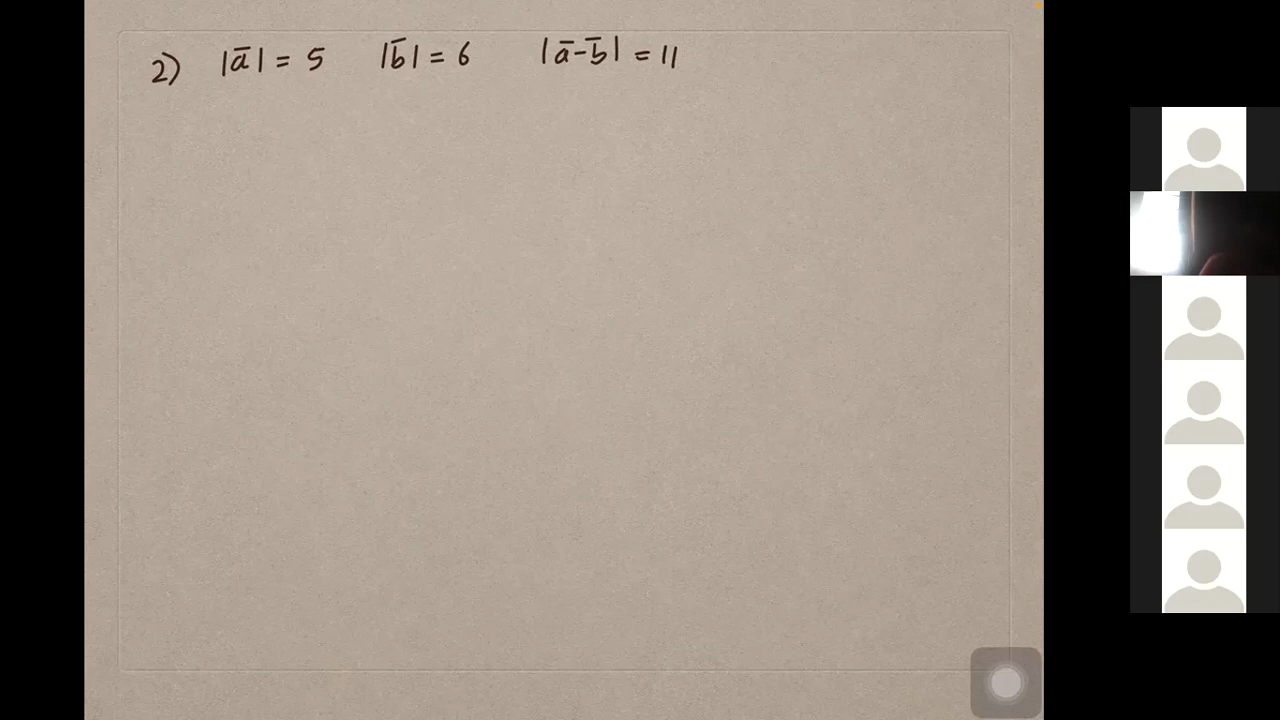 2) |a̅| = 5 |b̅| = 6 |a̅-b̅| = 11